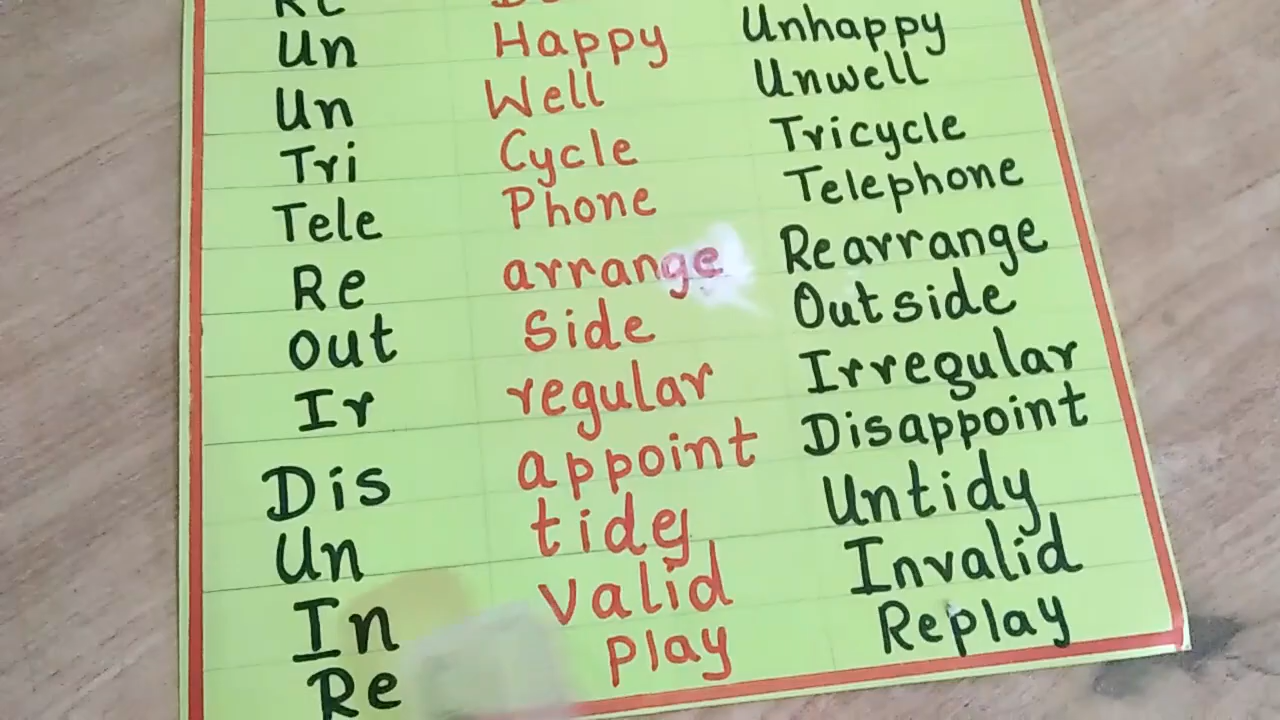 Un Happy Unhappy
Un Well Unwell
Tri Cycle Tricycle
Tele Phone Telephone
Re arrange Rearrange
out Side Outside
Ir regular Irregular
Dis appoint Disappoint
Un tidy Untidy
In Valid Invalid
Re Play Replay